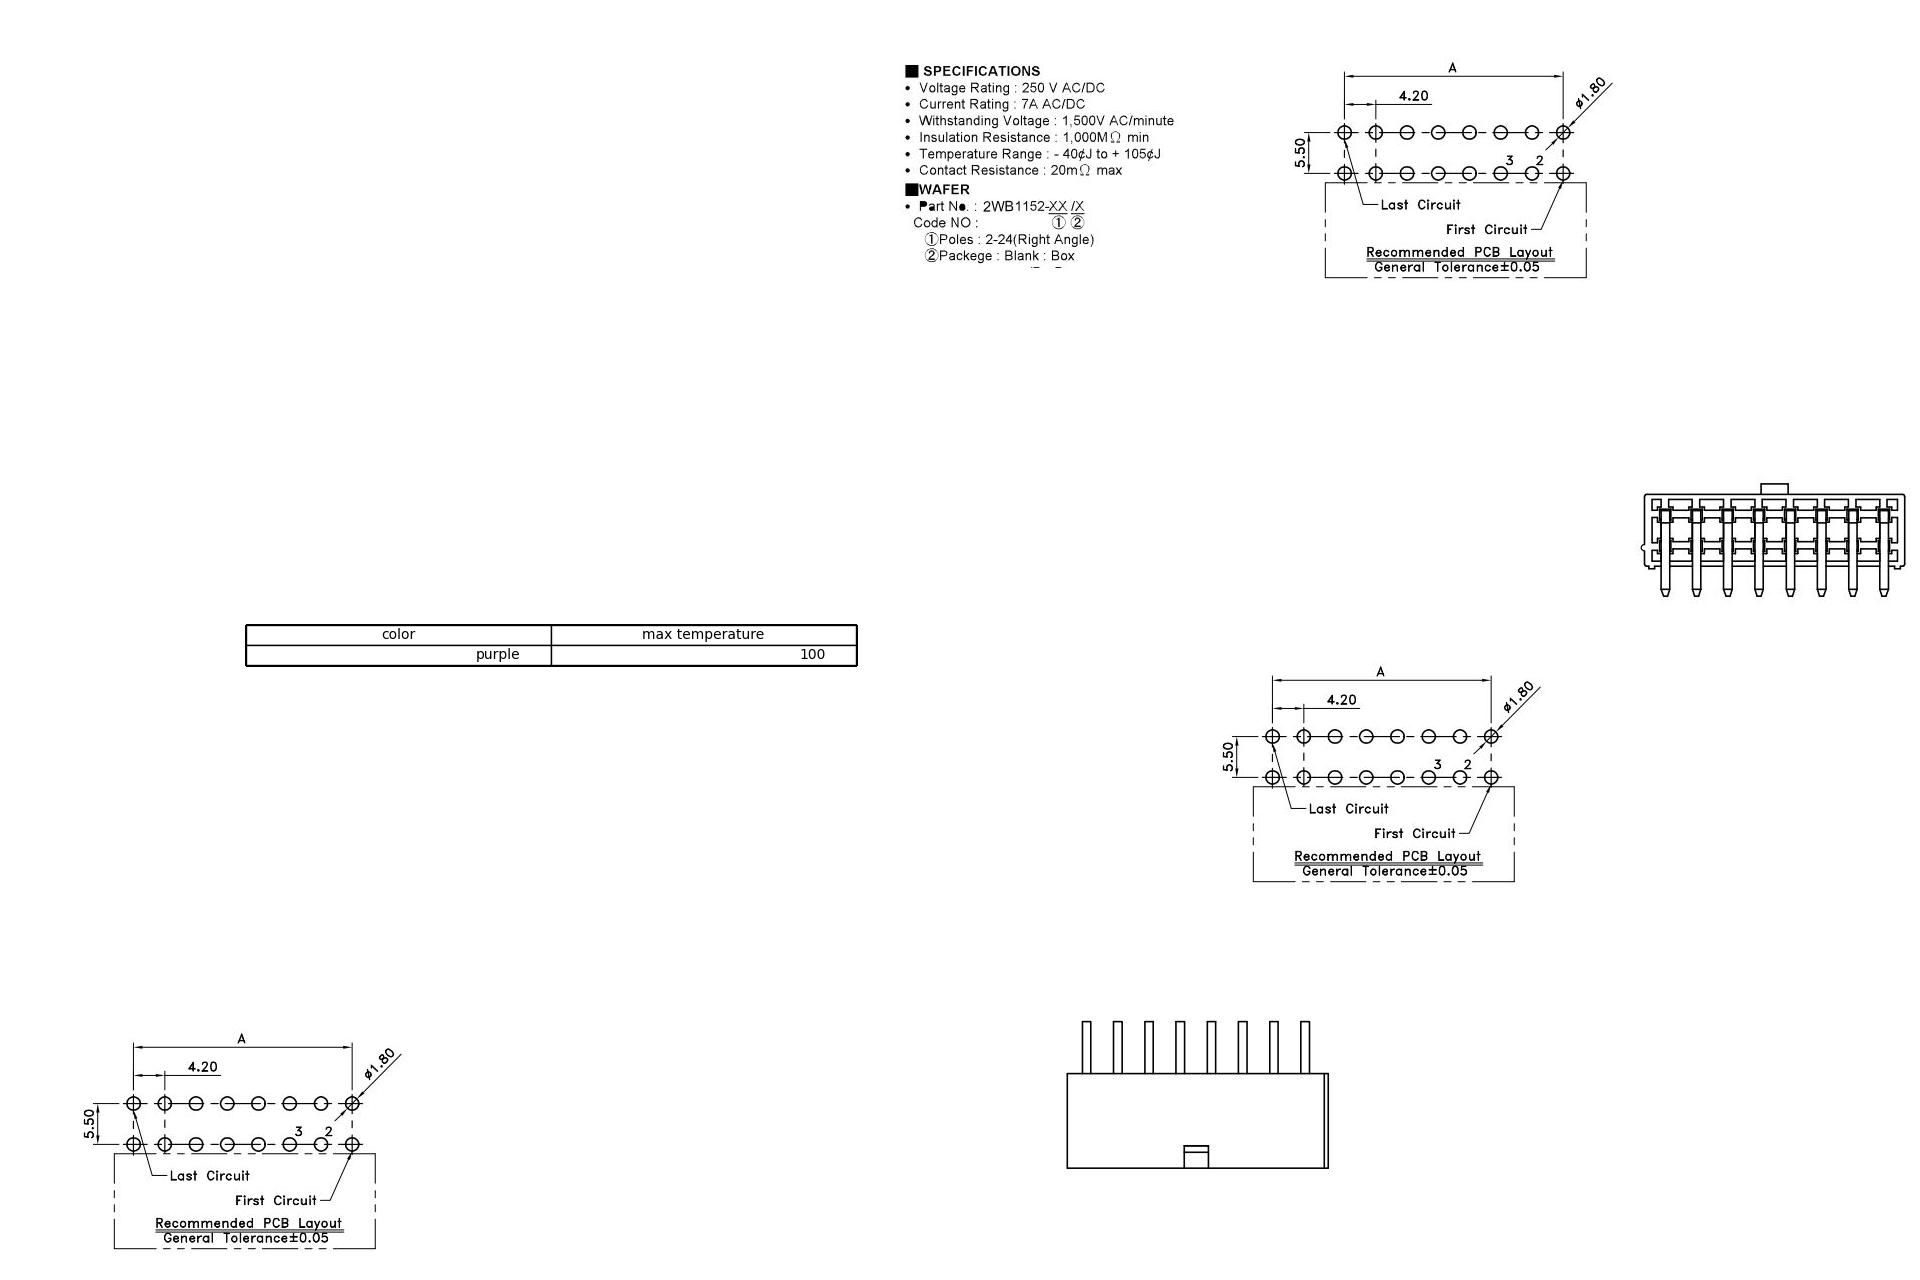 ■ SPECIFICATIONS
• Voltage Rating : 250 V AC/DC
• Current Rating : 7A AC/DC
• Withstanding Voltage : 1,500V AC/minute
• Insulation Resistance : 1,000MΩ min
• Temperature Range : - 40¢J to + 105¢J
• Contact Resistance : 20mΩ max
■WAFER
• Part No. : 2WB1152-XX /X
Code NO : ① ②
①Poles : 2-24(Right Angle)
②Packege : Blank : Box
A
4.20
ø1.80
5.50
3 2
Last Circuit
First Circuit
Recommended PCB Layout
General Tolerance±0.05
color max temperature
purple 100
A
4.20
ø1.80
5.50
3 2
Last Circuit
First Circuit
Recommended PCB Layout
General Tolerance±0.05
A
4.20
ø1.80
5.50
3 2
Last Circuit
First Circuit
Recommended PCB Layout
General Tolerance±0.05